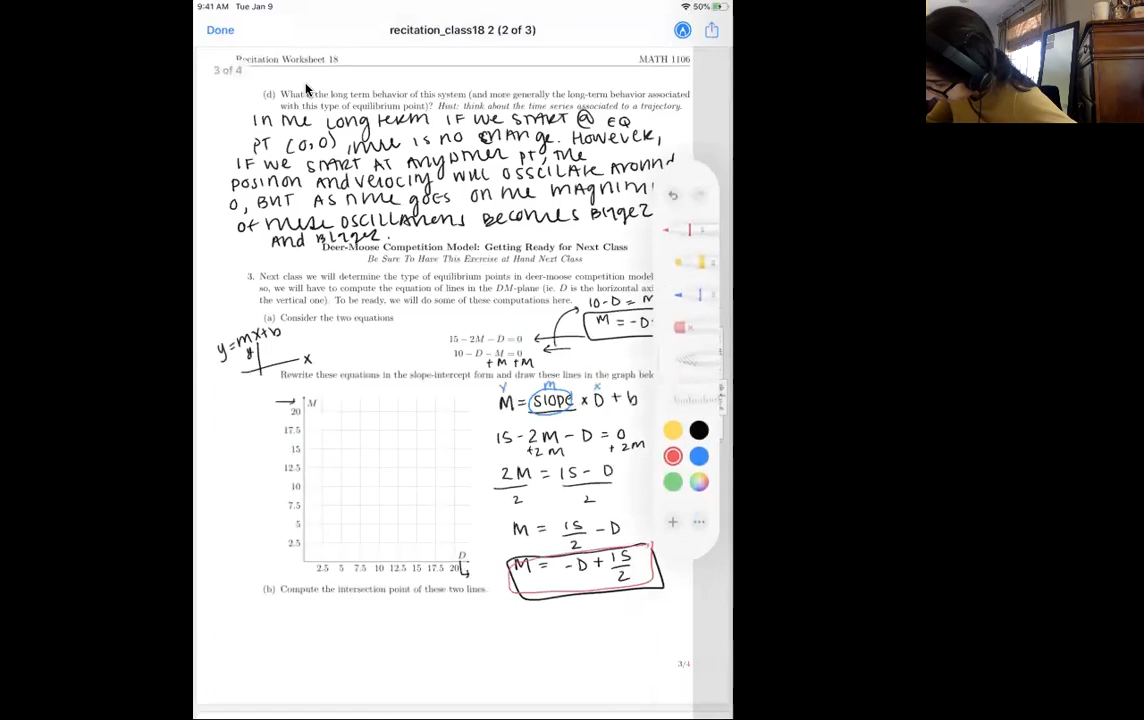 9:41 AM Tue Jan 9
50%
Done
recitation_class18 2 (2 of 3)
Recitation Worksheet 18
MATH 1106
3 of 4
(d) What is the long term behavior of this system (and more generally the long-term behavior associated
with this type of equilibrium point)? Hint: think about the time series associated to a trajectory.
IN THE LONG TERM IF WE START @ EQ
PT (0,0), THERE IS NO CHANGE. HOWEVER,
IF WE START AT ANY OTHER PT, THE
POSITION AND VELOCITY WILL OSSCILATE AROUND
0, BUT AS TIME GOES ON THE MAGNITU
OF THESE OSCILLATIONS BECOMES BIGGER
AND BIGGER.
Deer-Moose Competition Model: Getting Ready for Next Class
Be Sure To Have This Exercise at Hand Next Class
3. Next class we will determine the type of equilibrium points in deer-moose competition model
so, we will have to compute the equation of lines in the DM-plane (ie. D is the horizontal axi
the vertical one). To be ready, we will do some of these computations here.
10-D = M
M = -D
(a) Consider the two equations
y=mx+b
y
x
15 − 2M − D = 0
10 − D − M = 0
+M +M
Rewrite these equations in the slope-intercept form and draw these lines in the graph bel
Y m X
M = SLOPE x D + b
15 - 2M - D = 0
+2M +2M
2M = 15 - D
2 2
M = 15/2 - D
M = -D + 15/2
M
20
17.5
15
12.5
10
7.5
5
2.5
D
2.5 5 7.5 10 12.5 15 17.5 20
(b) Compute the intersection point of these two lines.
3/4